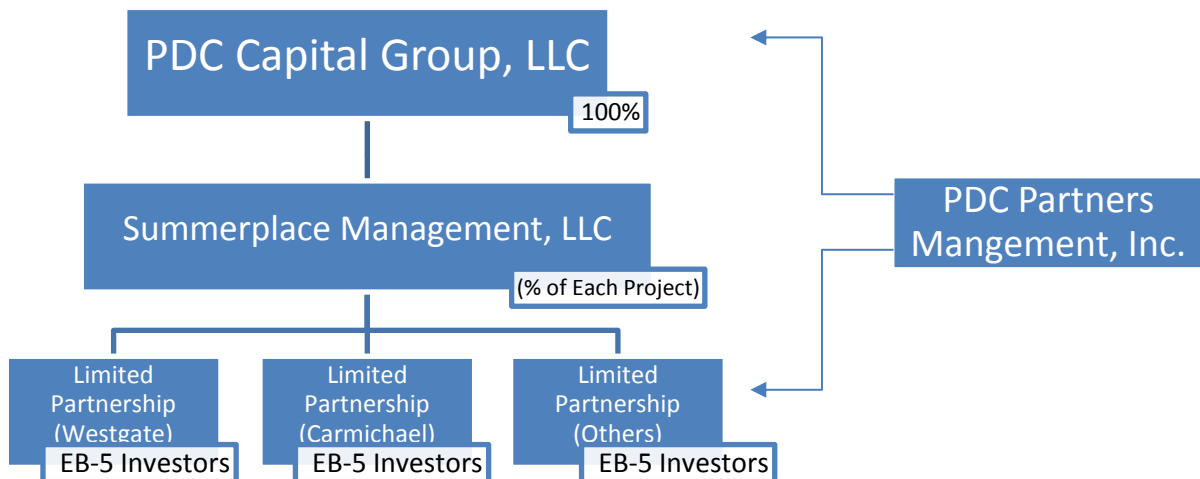 PDC Capital Group, LLC
100%
Summerplace Management, LLC
(% of Each Project)
PDC Partners
Mangement, Inc.
Limited
Partnership
(Westgate)
EB-5 Investors
Limited
Partnership
(Carmichael)
EB-5 Investors
Limited
Partnership
(Others)
EB-5 Investors